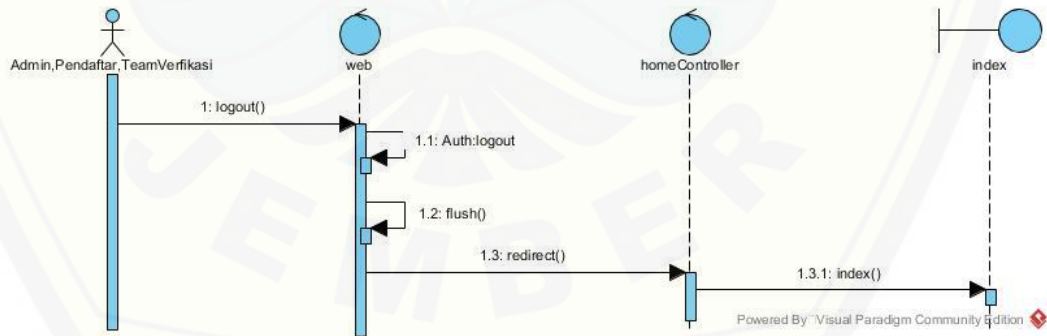 Admin,Pendaftar,TeamVerfikasi
web
homeController
index
1: logout()
1.1: Auth:logout
1.2: flush()
1.3: redirect()
1.3.1: index()
Powered By Visual Paradigm Community Edition
JEMBER